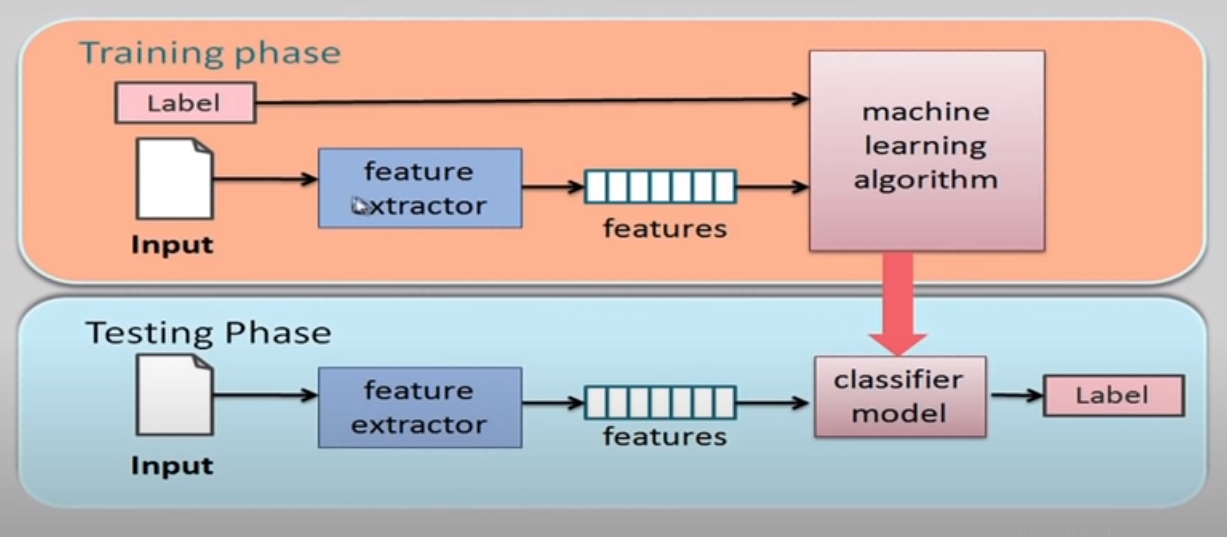 Training phase
Label
machine
learning
algorithm
feature
extractor
features
Input
Testing Phase
feature
extractor
features
classifier
model
Label
Input